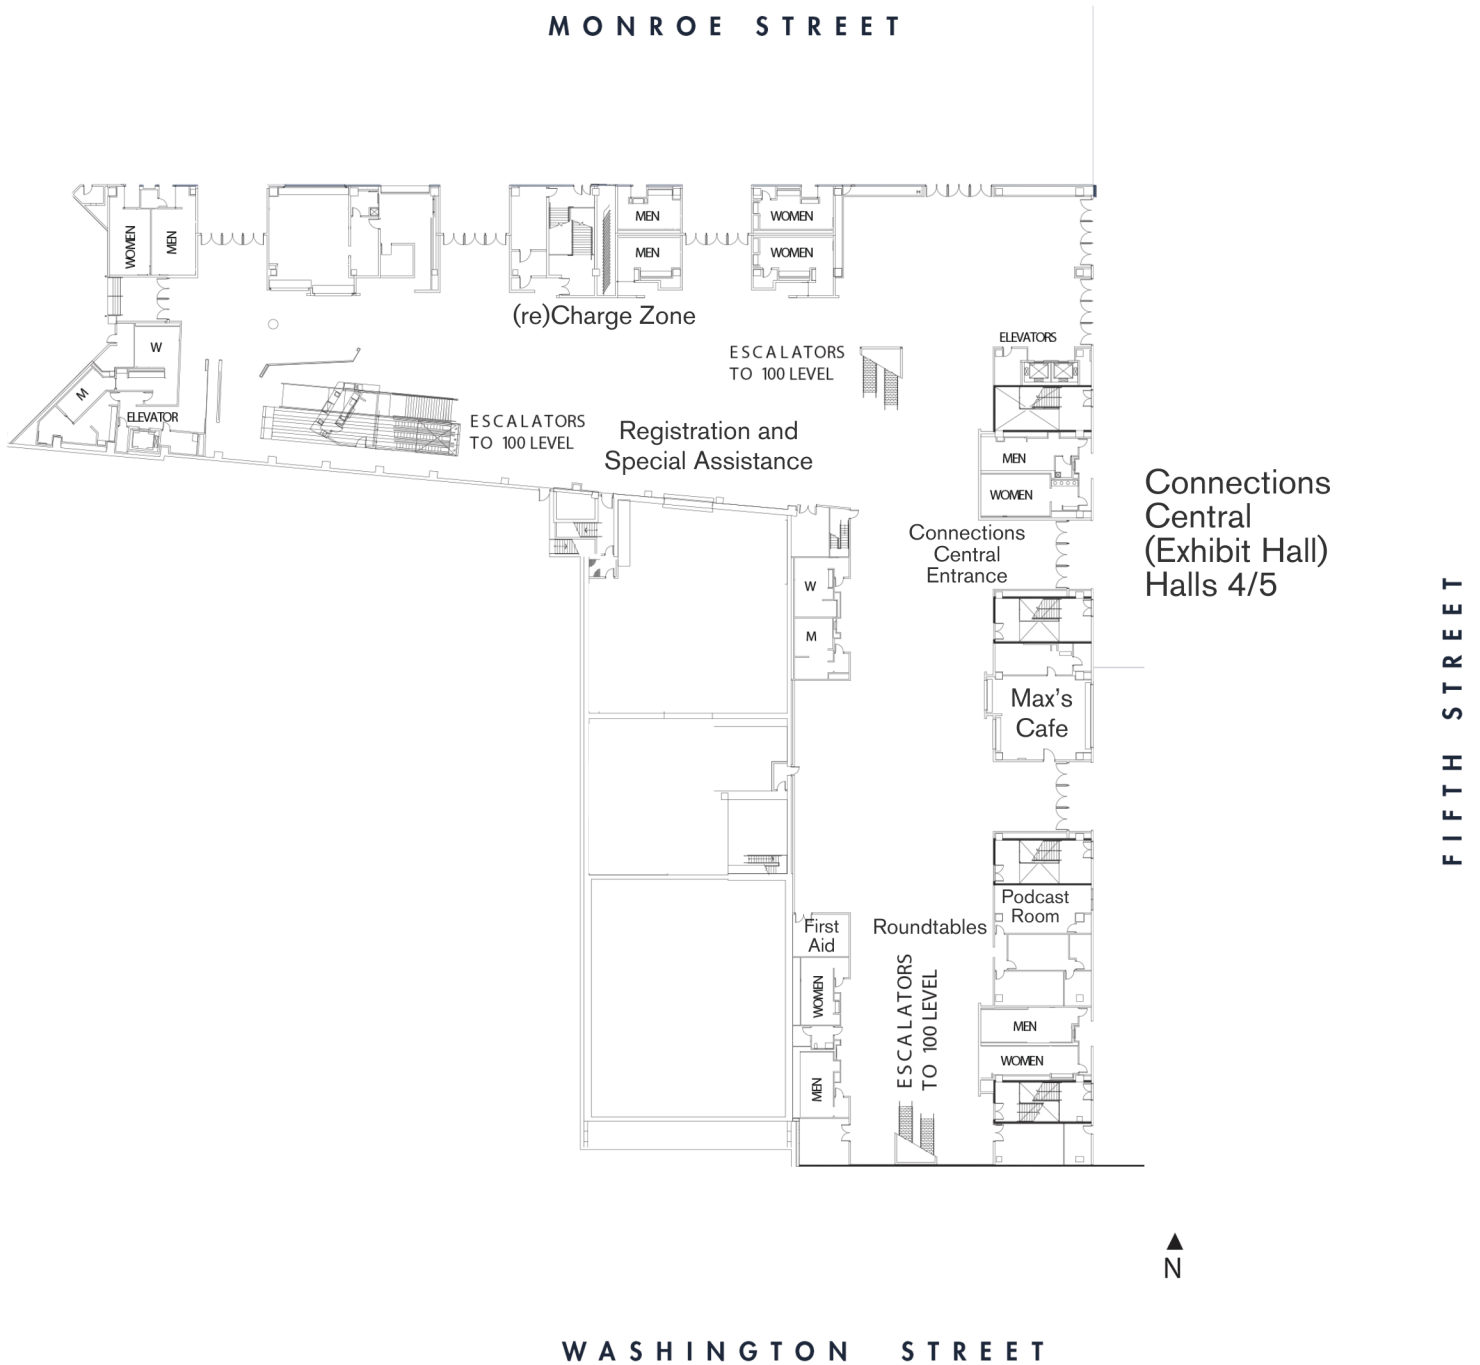 MONROE STREET
WOMEN
MEN
MEN
WOMEN
MEN
WOMEN
(re)Charge Zone
W
M
ELEVATOR
ESCALATORS
TO 100 LEVEL
ELEVATORS
ESCALATORS
TO 100 LEVEL
Registration and
Special Assistance
MEN
WOMEN
Connections
Central
(Exhibit Hall)
Halls 4/5
Connections
Central
Entrance
W
M
FIFTH STREET
Max's
Cafe
Podcast
Room
First
Aid
Roundtables
ESCALATORS
TO 100 LEVEL
WOMEN
MEN
MEN
WOMEN
N
WASHINGTON STREET